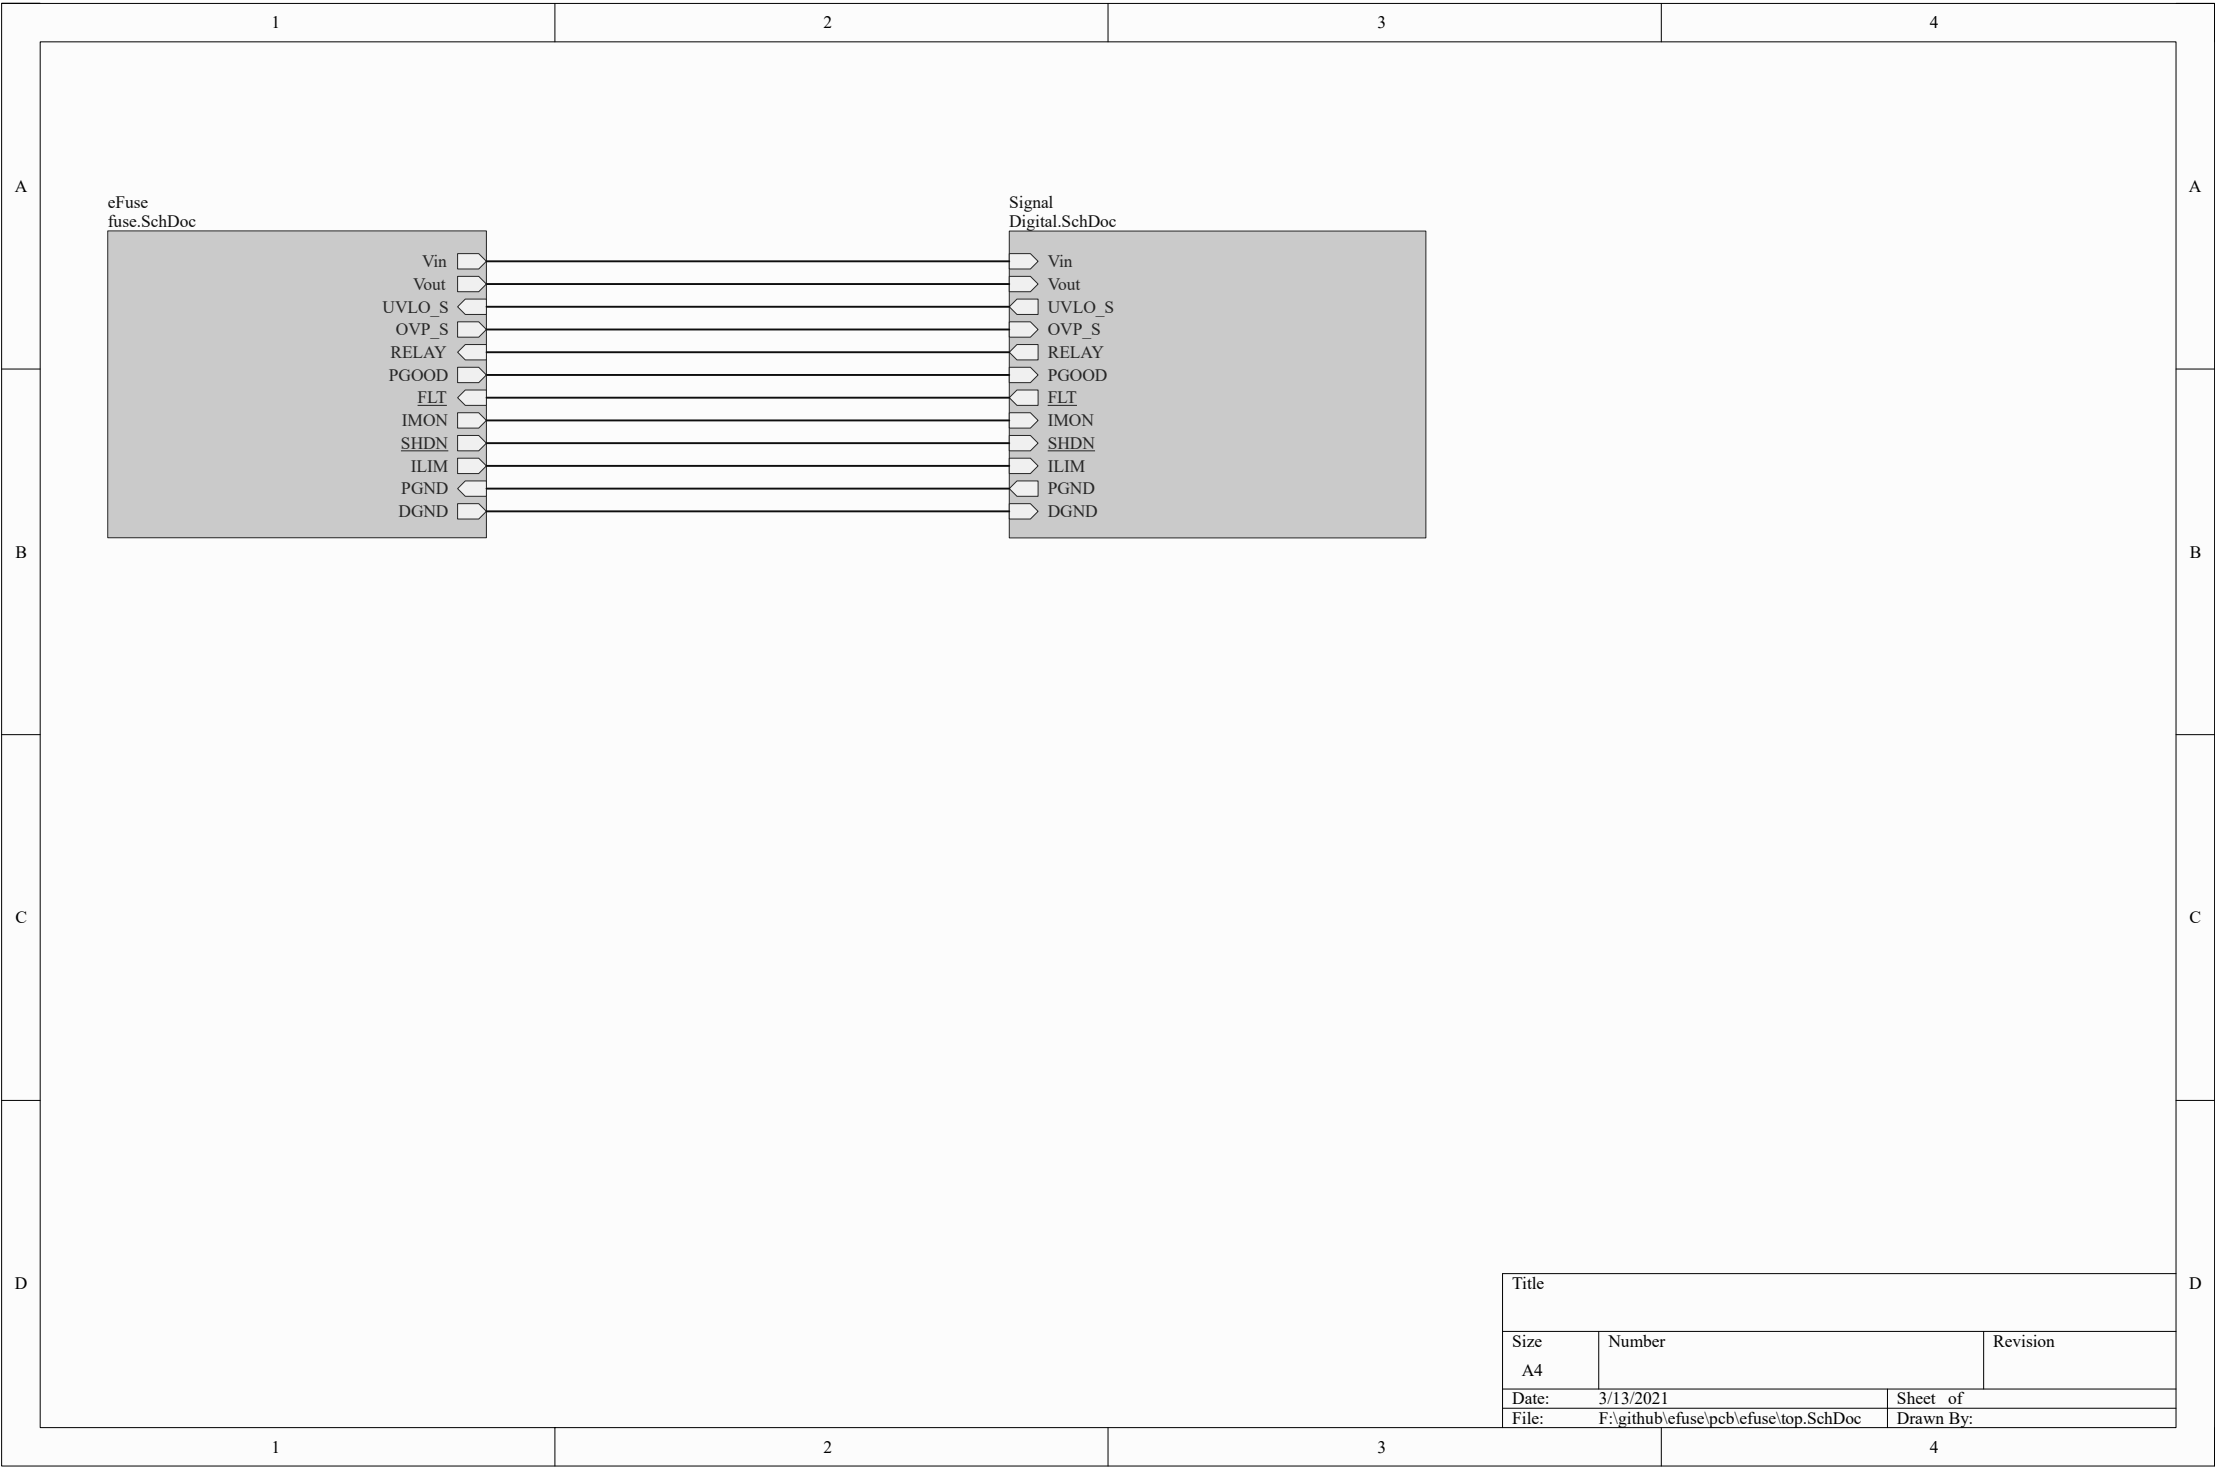 1 2 3 4
A A
eFuse
fuse.SchDoc
Signal
Digital.SchDoc
Vin Vin
Vout Vout
UVLO_S UVLO_S
OVP_S OVP_S
RELAY RELAY
PGOOD PGOOD
FLT FLT
IMON IMON
SHDN SHDN
ILIM ILIM
PGND PGND
DGND DGND
B B
C C
D D
Title
Size Number Revision
A4
Date: 3/13/2021 Sheet of
File: F:\github\efuse\pcb\efuse\top.SchDoc Drawn By:
1 2 3 4